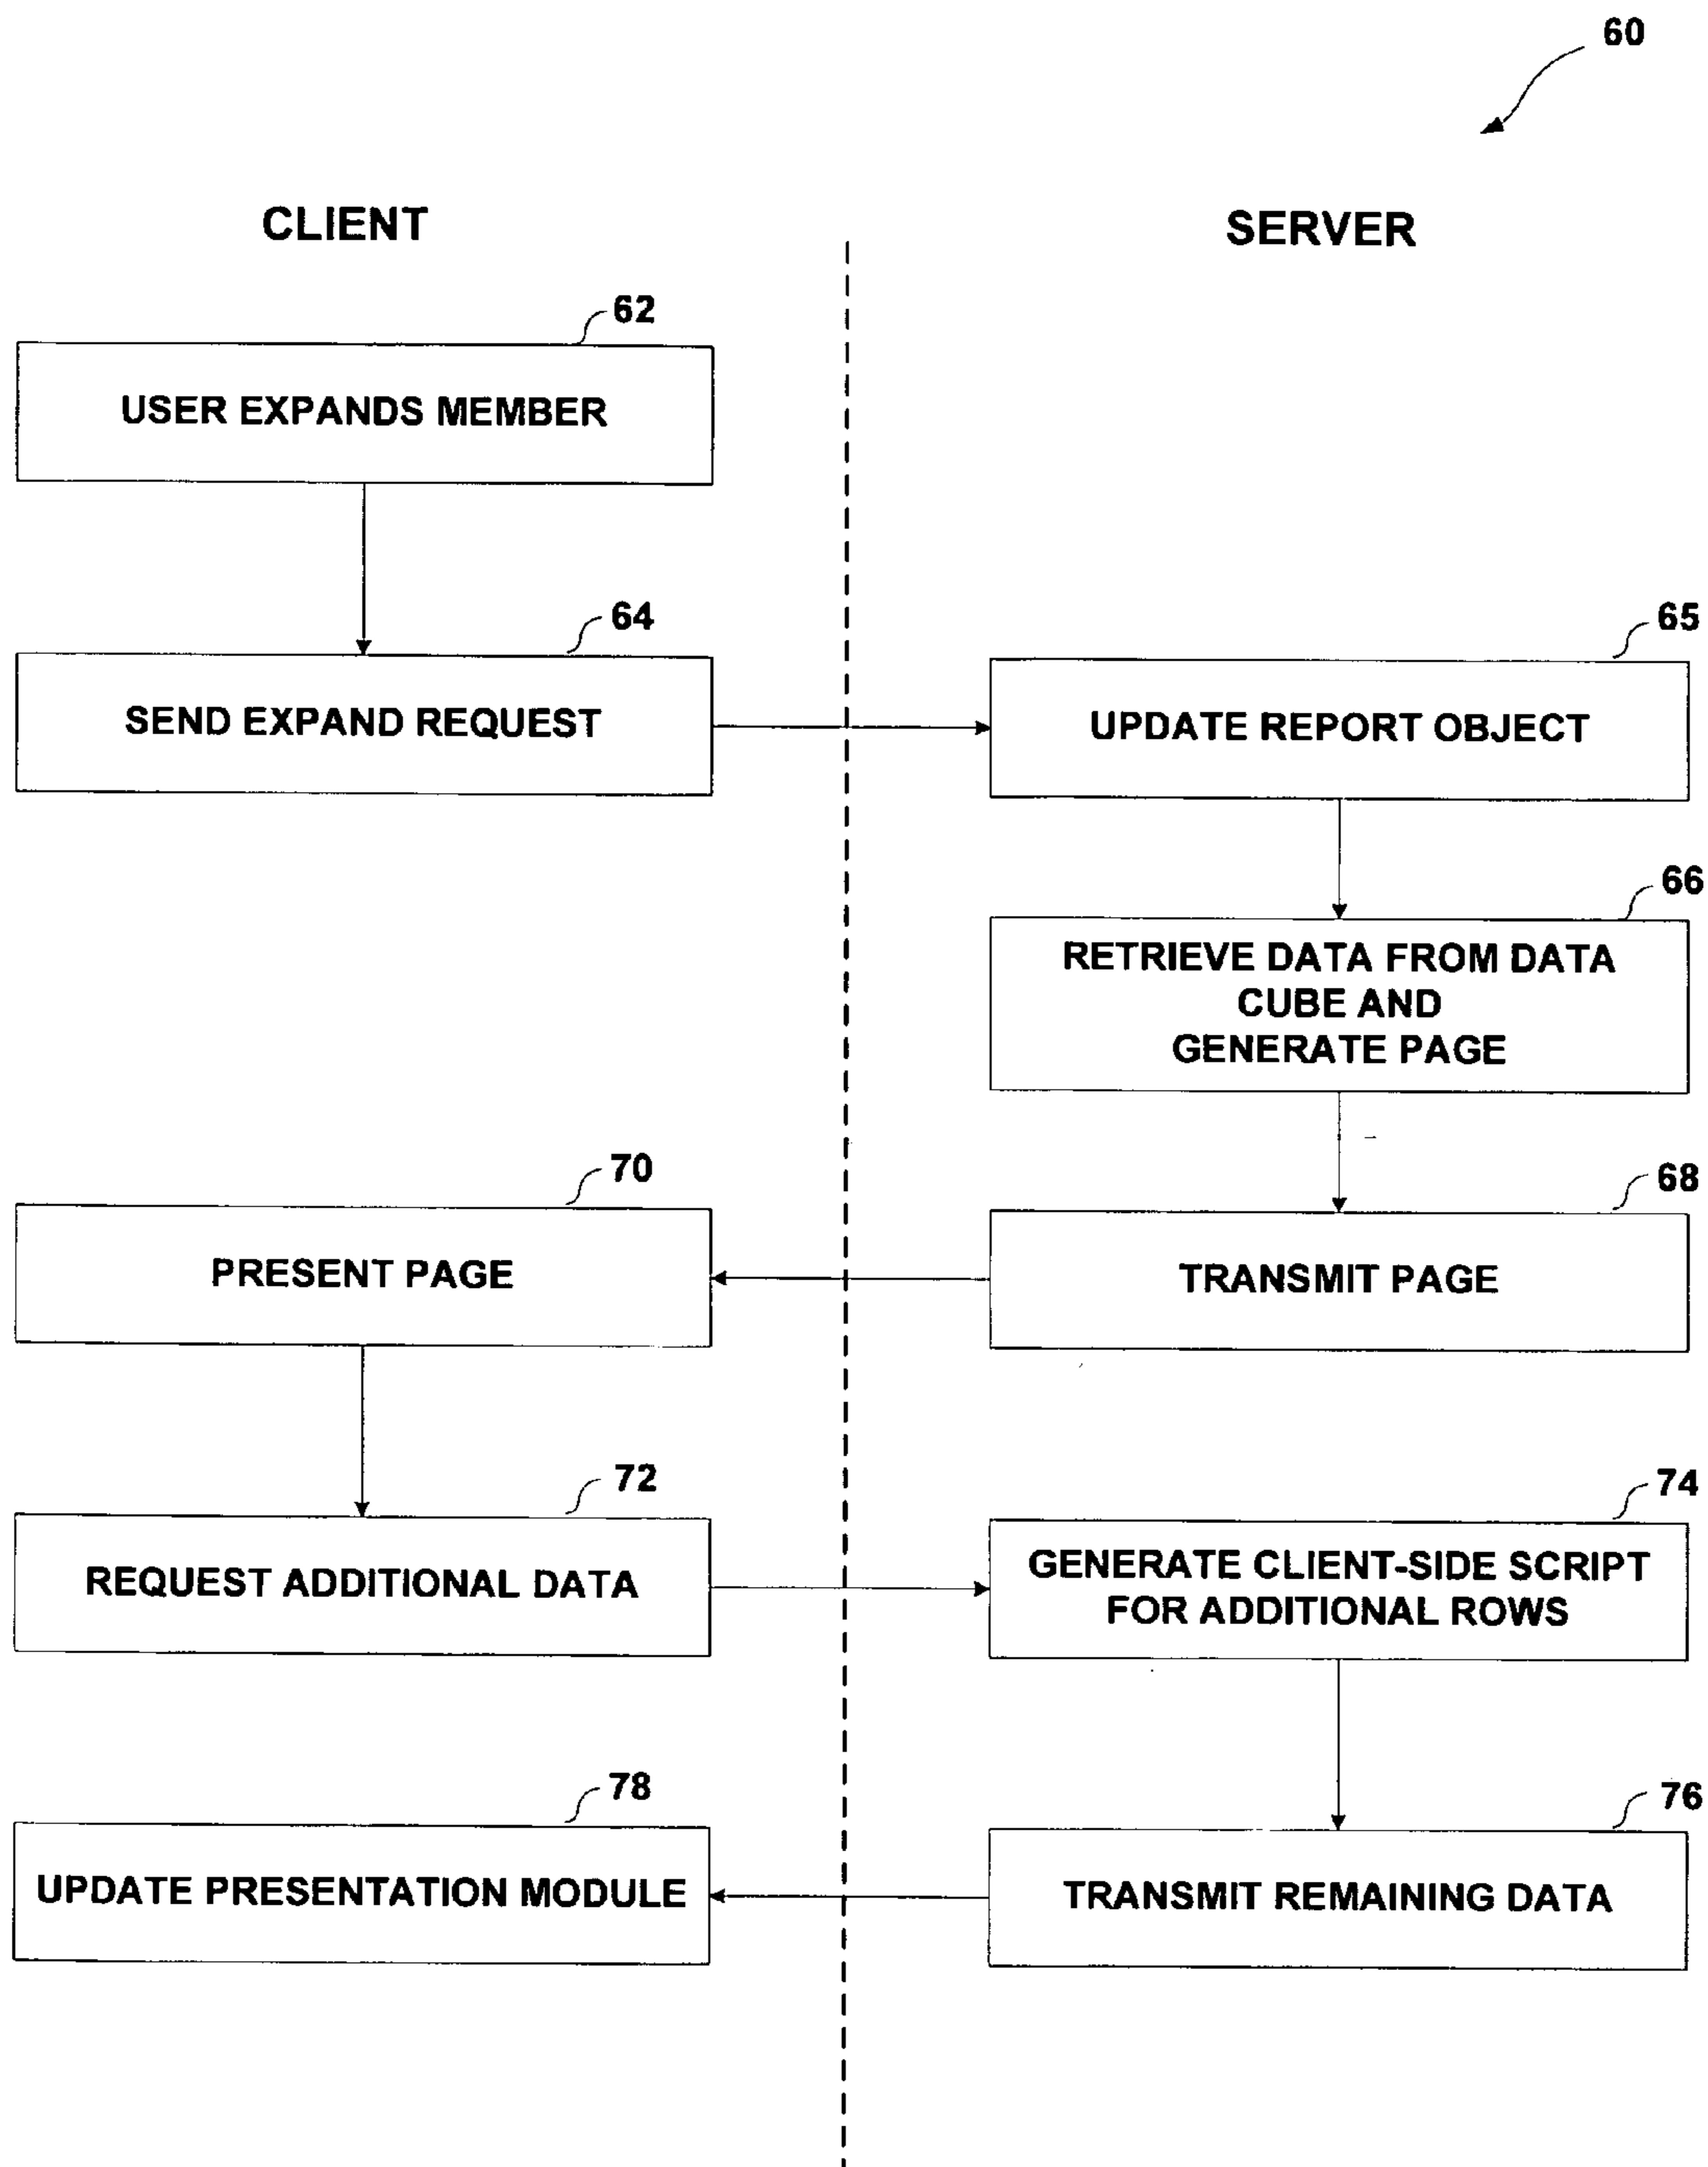 60
CLIENT
SERVER
62
USER EXPANDS MEMBER
64
SEND EXPAND REQUEST
65
UPDATE REPORT OBJECT
66
RETRIEVE DATA FROM DATA
CUBE AND
GENERATE PAGE
68
TRANSMIT PAGE
70
PRESENT PAGE
72
REQUEST ADDITIONAL DATA
74
GENERATE CLIENT-SIDE SCRIPT
FOR ADDITIONAL ROWS
76
TRANSMIT REMAINING DATA
78
UPDATE PRESENTATION MODULE